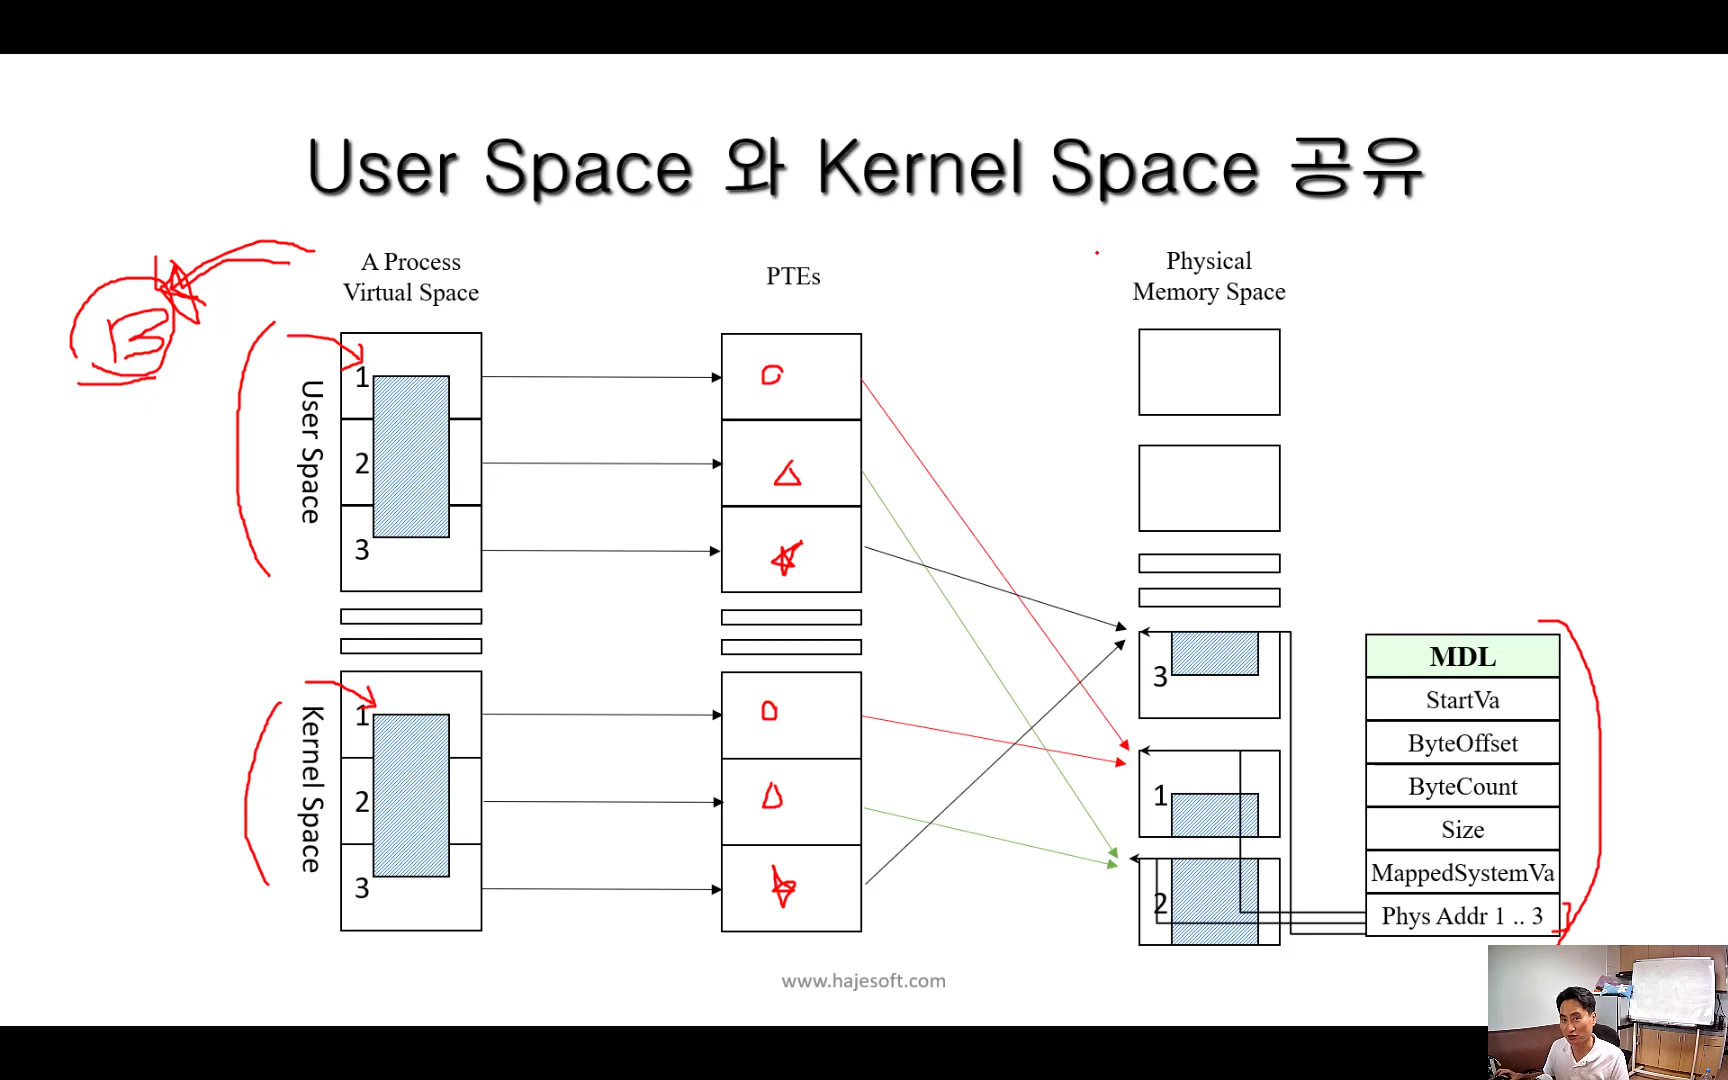 User Space 와 Kernel Space 공유
A Process
Virtual Space
PTEs
Physical
Memory Space
B
User Space
1
2
3
Kernel Space
1
2
3
3
1
2
MDL
StartVa
ByteOffset
ByteCount
Size
MappedSystemVa
Phys Addr 1 .. 3
www.hajesoft.com